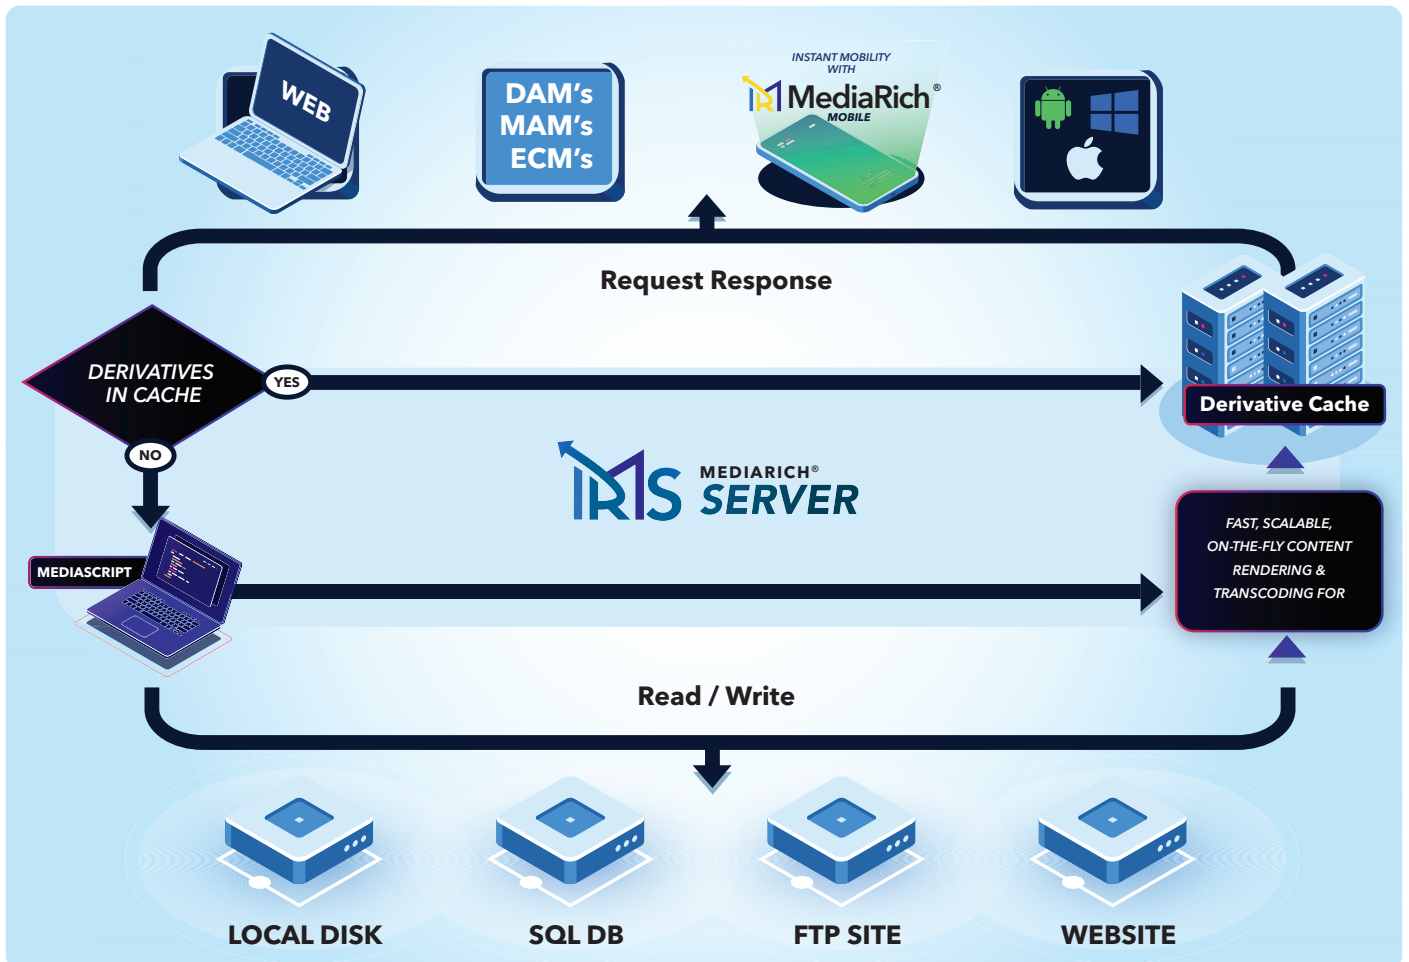 WEB
DAM's
MAM's
ECM's
INSTANT MOBILITY
WITH
MediaRich®
MOBILE
Request Response
DERIVATIVES
IN CACHE
YES
Derivative Cache
NO
MEDIARICH®
SERVER
FAST, SCALABLE,
ON-THE-FLY CONTENT
RENDERING &
TRANSCODING FOR
MEDIASCRIPT
Read / Write
LOCAL DISK
SQL DB
FTP SITE
WEBSITE